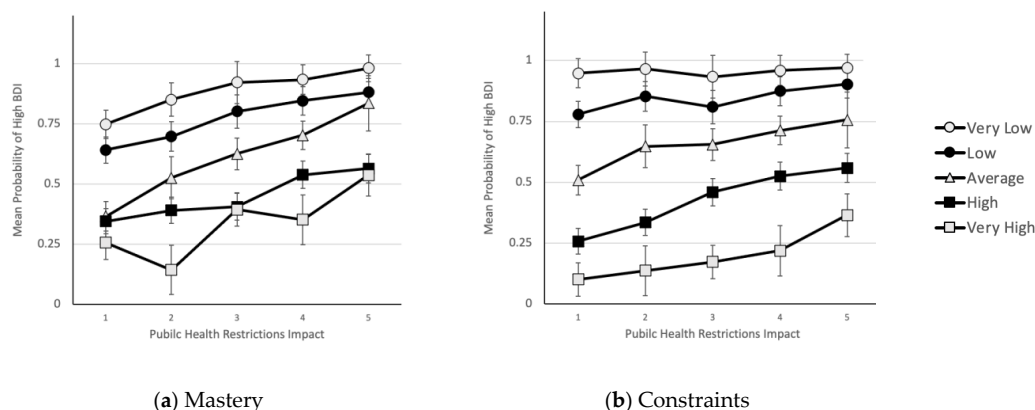 1
0.75
0.5
0.25
0
Mean Probability of High BDI
1
2
3
4
5
Pubilc Health Restrictions Impact
(a) Mastery
1
0.75
0.5
0.25
0
Mean Probability of High BDI
1
2
3
4
5
Pubilc Health Restrictions Impact
(b) Constraints
Very Low
Low
Average
High
Very High